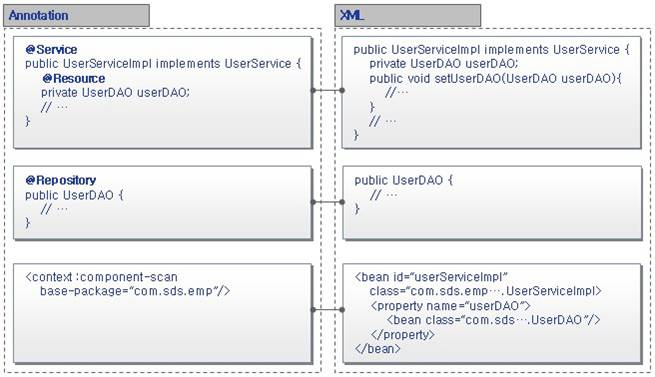 Annotation
@Service
public UserServiceImpl implements UserService {
@Resource
private UserDAO userDAO;
// …
}
@Repository
public UserDAO {
// …
}
<context:component-scan
base-package="com.sds.emp"/>
XML
public UserServiceImpl implements UserService {
private UserDAO userDAO;
public void setUserDAO(UserDAO userDAO){
//…
}
// …
}
public UserDAO {
// …
}
<bean id="userServiceImpl"
class="com.sds.emp….UserServiceImpl>
<property name="userDAO">
<bean class="com.sds….UserDAO"/>
</property>
</bean>